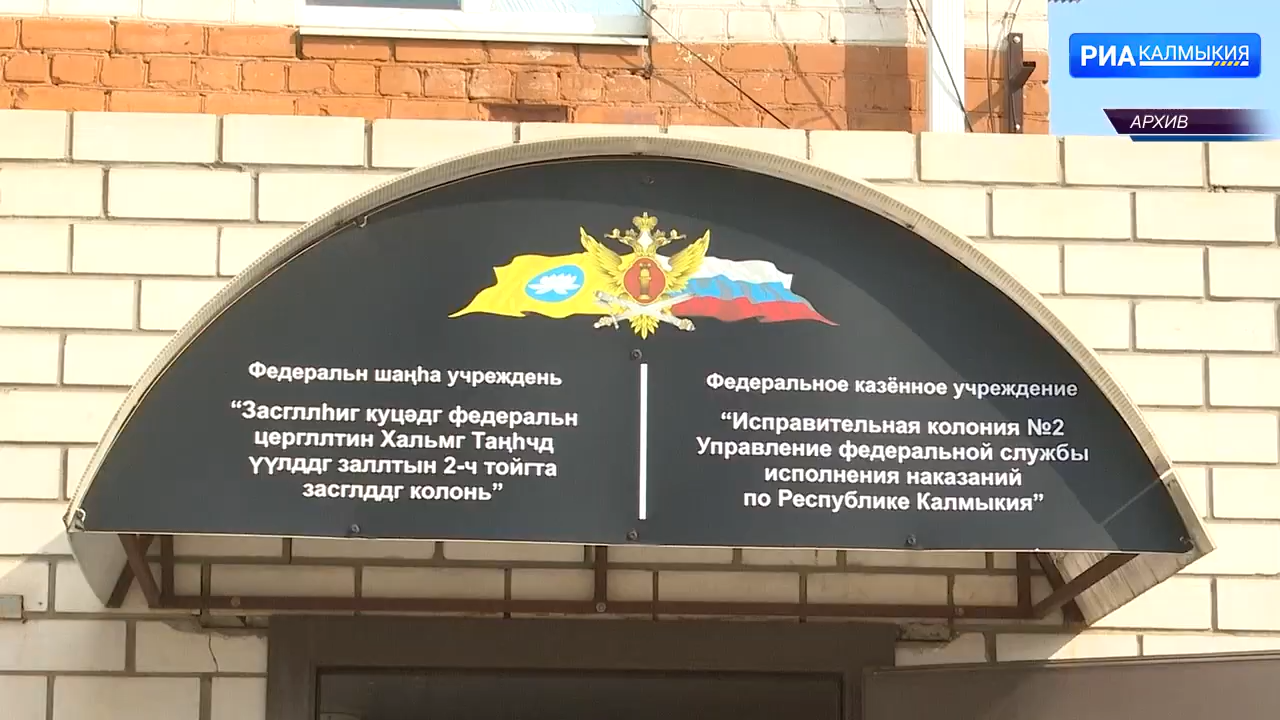 РИА КАЛМЫКИЯ
АРХИВ
Федеральн шаңһа учреждень
“Засгллһиг куцәдг федеральн
цергллтин Хальмг Таңһчд
үүлддг заллтын 2-ч тойгта
засглддг колонь”
Федеральное казённое учреждение
“Исправительная колония №2
Управление федеральной службы
исполнения наказаний
по Республике Калмыкия”